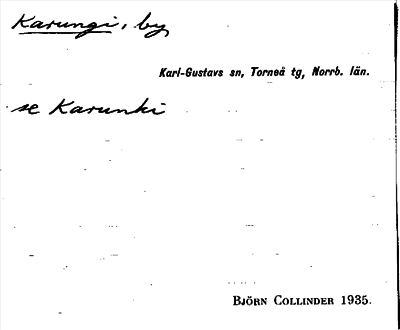 Karungi, by
Karl-Gustavs sn, Torneå tg, Norrb. län.
se Karunki
BJÖRN COLLINDER 1935.